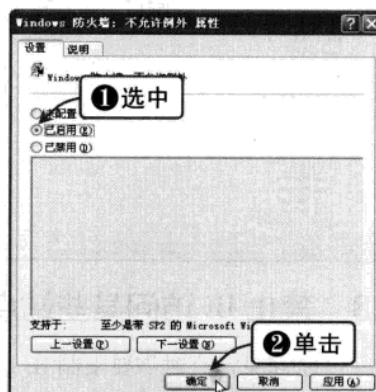 Windows 防火墙：不允许例外 属性
设置 说明
❶选中
已启用(E)
已禁用(D)
支持于： 至少是带 SP2 的 Microsoft
上一设置(P) 下一设置(N)
❷单击
确定 取消 应用(A)